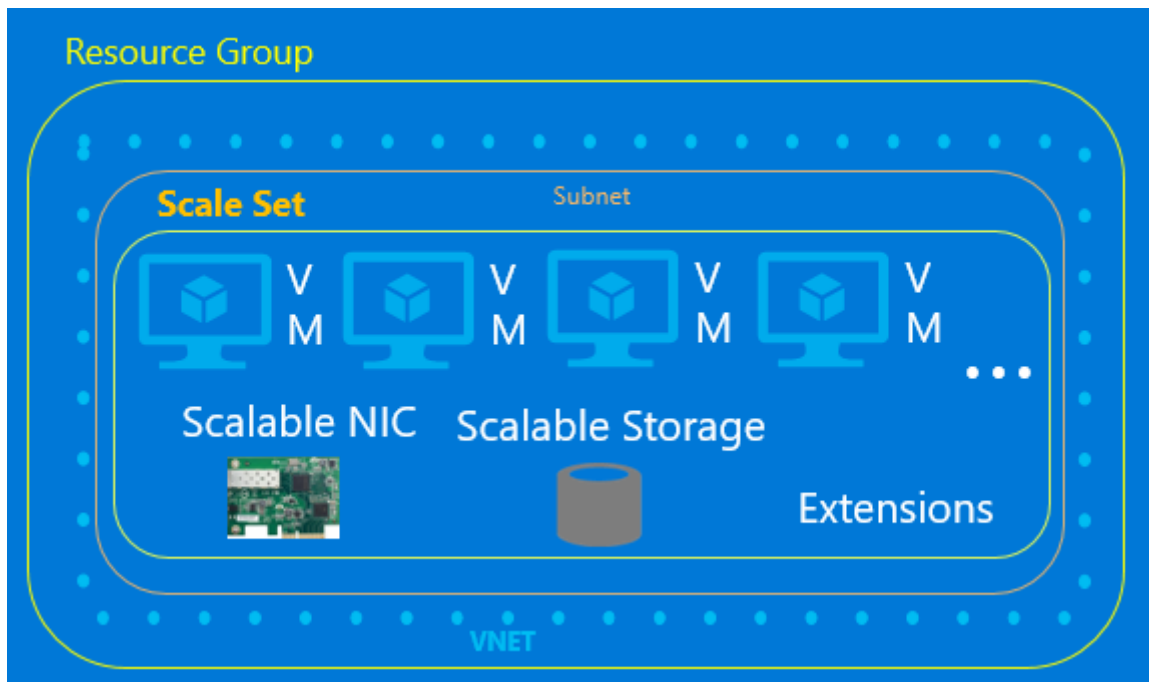 Resource Group
Scale Set
Subnet
V
M
V
M
V
M
V
M
...
Scalable NIC
Scalable Storage
Extensions
VNET